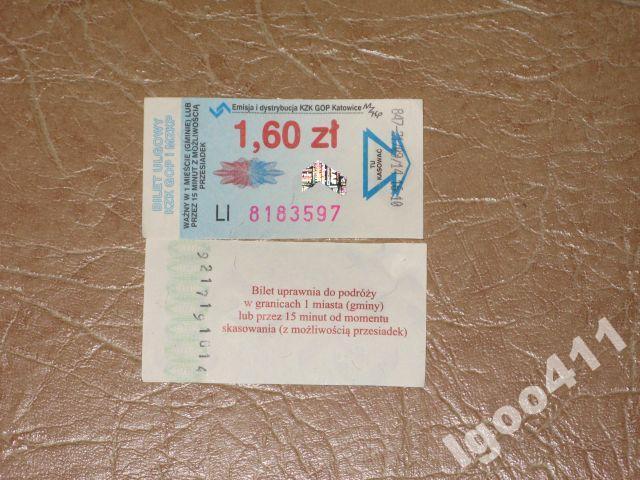 BILET ULGOWY
KZK GOP I MZKP
WAŻNY W 1 MIEŚCIE (GMINIE) LUB
PRZEZ 15 MINUT Z MOŻLIWOŚCIĄ
PRZESIADEK
Emisja i dystrybucja KZK GOP Katowice
1,60 zł
LI 8183597
TU
KASOWAĆ
Bilet uprawnia do podróży
w granicach 1 miasta (gminy)
lub przez 15 minut od momentu
skasowania (z możliwością przesiadek)
Igoo411